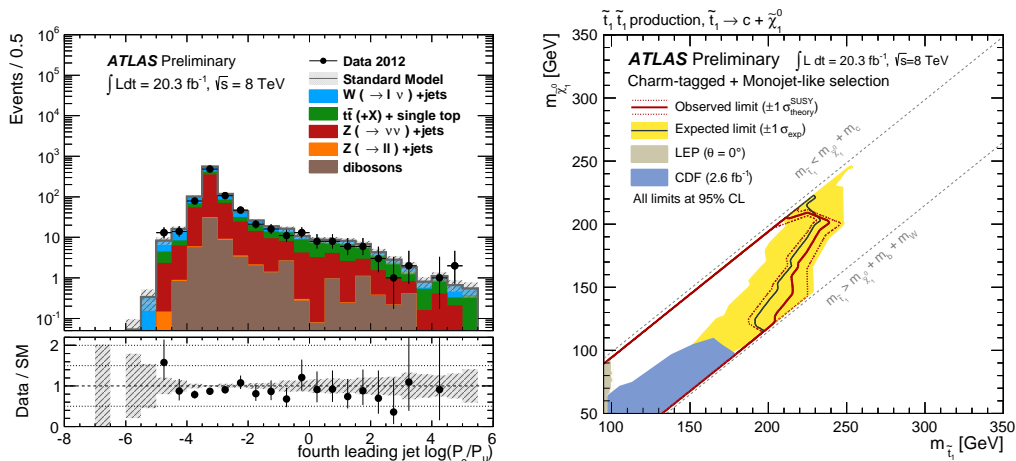 Events / 0.5
10⁶
10⁵
10⁴
10³
10²
10
1
10⁻¹
ATLAS Preliminary
∫Ldt = 20.3 fb⁻¹, √s = 8 TeV
Data 2012
Standard Model
W ( → l ν ) +jets
tt̄ (+X) + single top
Z ( → νν ) +jets
Z ( → ll ) +jets
dibosons
Data / SM
2
1
0
-8 -6 -4 -2 0 2 4 6
fourth leading jet log(P_c/P_u)
t̃₁ t̃₁ production, t̃₁ → c + χ̃₁⁰
m_χ̃₁⁰ [GeV]
350
300
250
200
150
100
50
ATLAS Preliminary
∫ L dt = 20.3 fb⁻¹, √s=8 TeV
Charm-tagged + Monojet-like selection
Observed limit (±1 σ^SUSY_theory)
Expected limit (±1 σ_exp)
LEP (θ = 0°)
CDF (2.6 fb⁻¹)
All limits at 95% CL
m_t̃₁ < m_χ̃₁⁰ + m_c
m_t̃₁ > m_χ̃₁⁰ + m_b + m_W
100 150 200 250 300 350
m_t̃₁ [GeV]